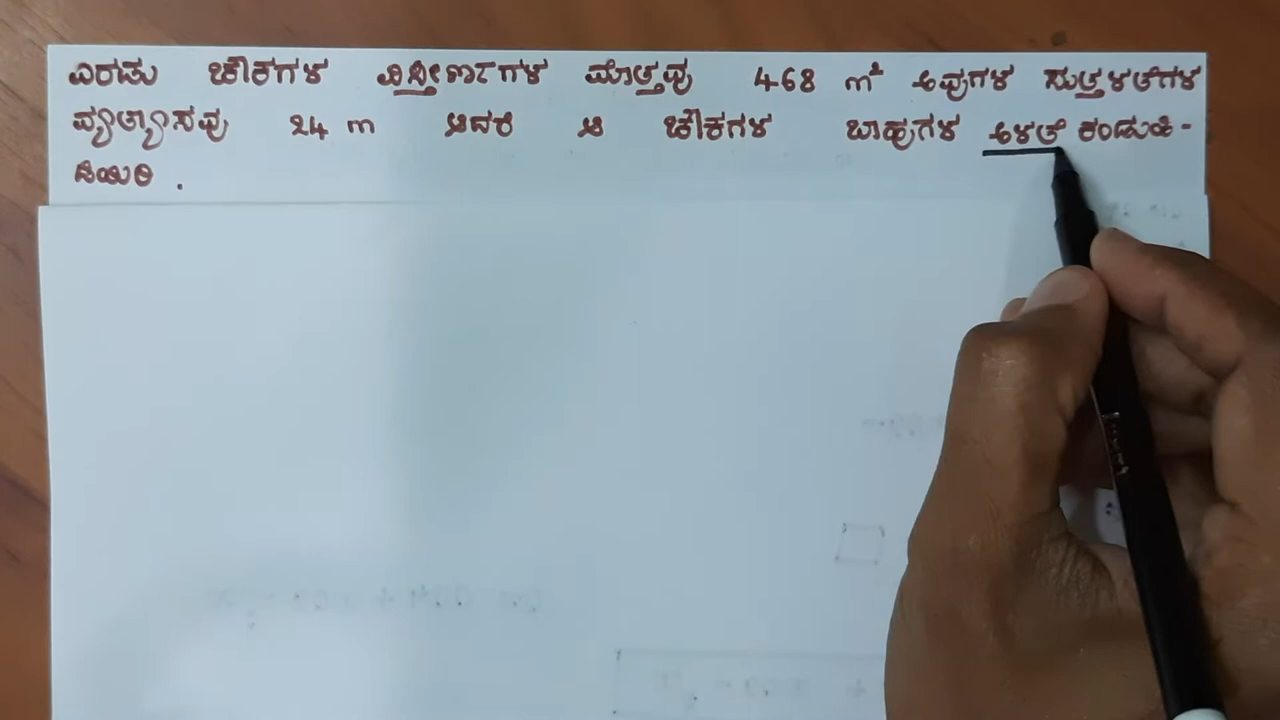 ಎರಡು ಚೌಕಗಳ ವಿಸ್ತೀರ್ಣಗಳ ಮೊತ್ತವು 468 m² ಅವುಗಳ ಸುತ್ತಳತೆಗಳ
ವ್ಯತ್ಯಾಸವು 24 m ಆದರೆ ಆ ಚೌಕಗಳ ಬಾಹುಗಳ ಅಳತೆ ಕಂಡುಹಿ-
ಡಿಯಿರಿ .